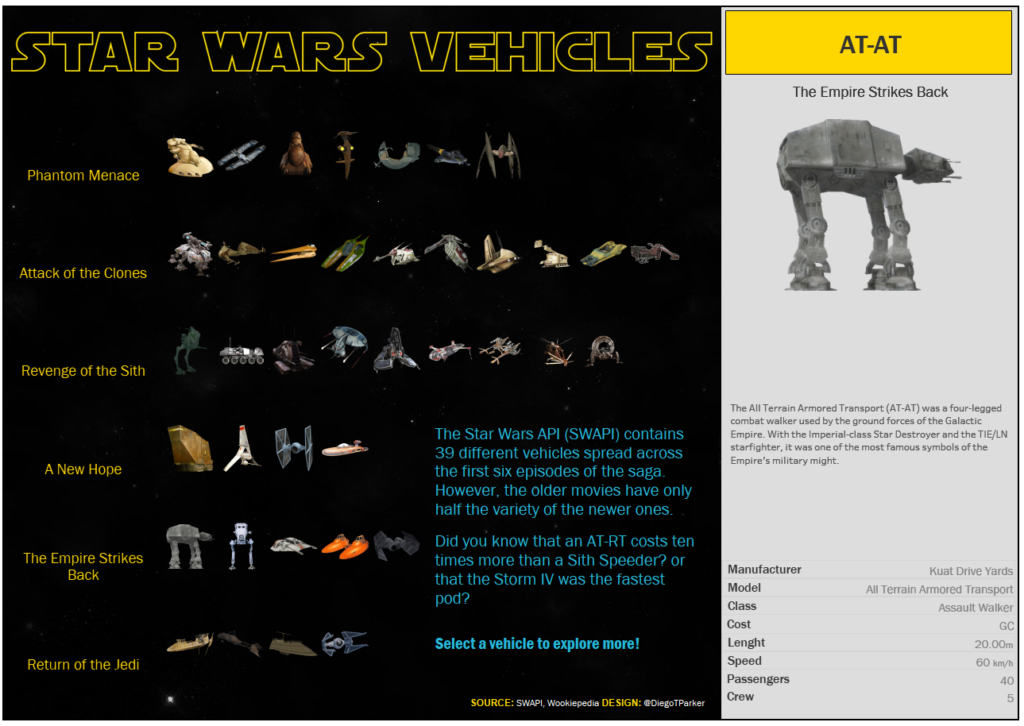 STAR WARS VEHICLES
Phantom Menace
Attack of the Clones
Revenge of the Sith
A New Hope
The Empire Strikes
Back
Return of the Jedi
The Star Wars API (SWAPI) contains
39 different vehicles spread across
the first six episodes of the saga.
However, the older movies have only
half the variety of the newer ones.
Did you know that an AT-RT costs ten
times more than a Sith Speeder? or
that the Storm IV was the fastest
pod?
Select a vehicle to explore more!
SOURCE: SWAPI, Wookiepedia DESIGN: @DiegoTParker
AT-AT
The Empire Strikes Back
The All Terrain Armored Transport (AT-AT) was a four-legged
combat walker used by the ground forces of the Galactic
Empire. With the Imperial-class Star Destroyer and the TIE/LN
starfighter, it was one of the most famous symbols of the
Empire's military might.
Manufacturer Kuat Drive Yards
Model All Terrain Armored Transport
Class Assault Walker
Cost GC
Lenght 20.00m
Speed 60 km/h
Passengers 40
Crew 5